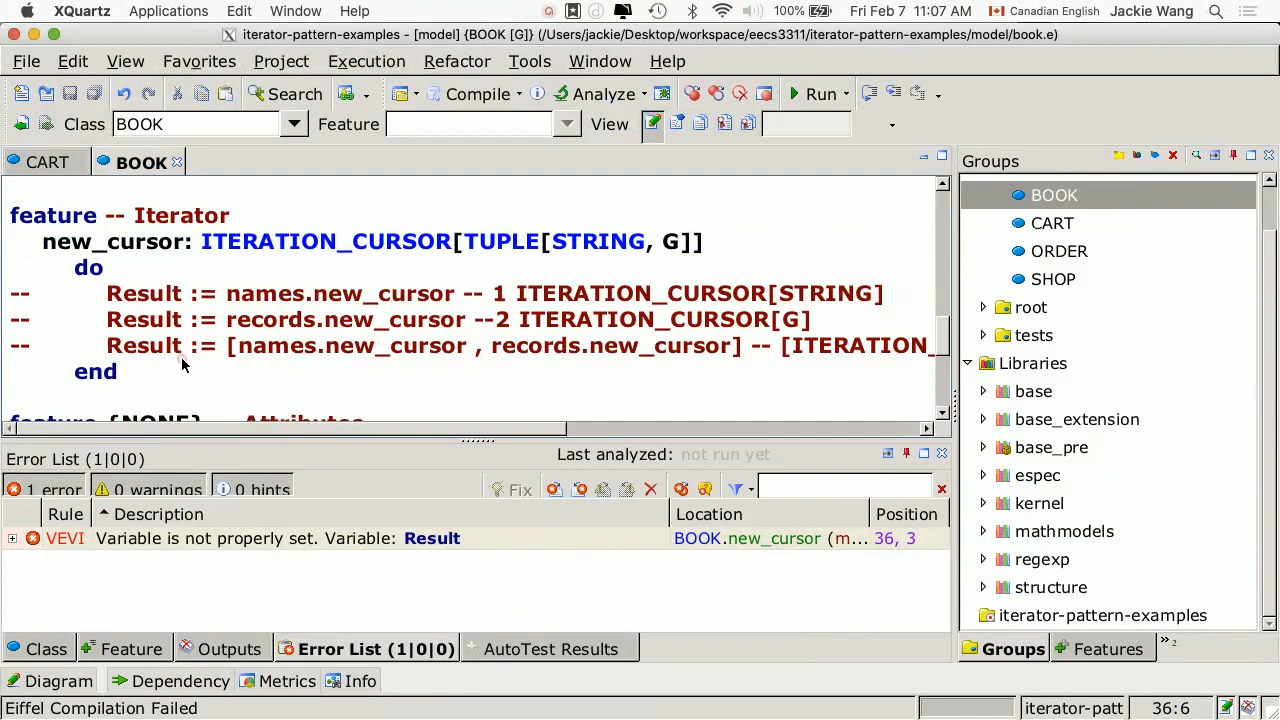 XQuartz Applications Edit Window Help 100% Fri Feb 7 11:07 AM Canadian English Jackie Wang
iterator-pattern-examples - [model] {BOOK [G]} (/Users/jackie/Desktop/workspace/eecs3311/iterator-pattern-examples/model/book.e)
File Edit View Favorites Project Execution Refactor Tools Window Help
Search Compile Analyze Run
Class BOOK Feature View
CART BOOK
feature -- Iterator
new_cursor: ITERATION_CURSOR[TUPLE[STRING, G]]
do
-- Result := names.new_cursor -- 1 ITERATION_CURSOR[STRING]
-- Result := records.new_cursor --2 ITERATION_CURSOR[G]
-- Result := [names.new_cursor , records.new_cursor] -- [ITERATION_
end
feature {NONE} -- Attributes
Error List (1|0|0) Last analyzed: not run yet
1 error 0 warnings 0 hints Fix
Rule Description Location Position
VEVI Variable is not properly set. Variable: Result BOOK.new_cursor (m... 36, 3
Class Feature Outputs Error List (1|0|0) AutoTest Results
Diagram Dependency Metrics Info
Eiffel Compilation Failed iterator-patt 36:6
Groups
BOOK
CART
ORDER
SHOP
root
tests
Libraries
base
base_extension
base_pre
espec
kernel
mathmodels
regexp
structure
iterator-pattern-examples
Groups Features » 2